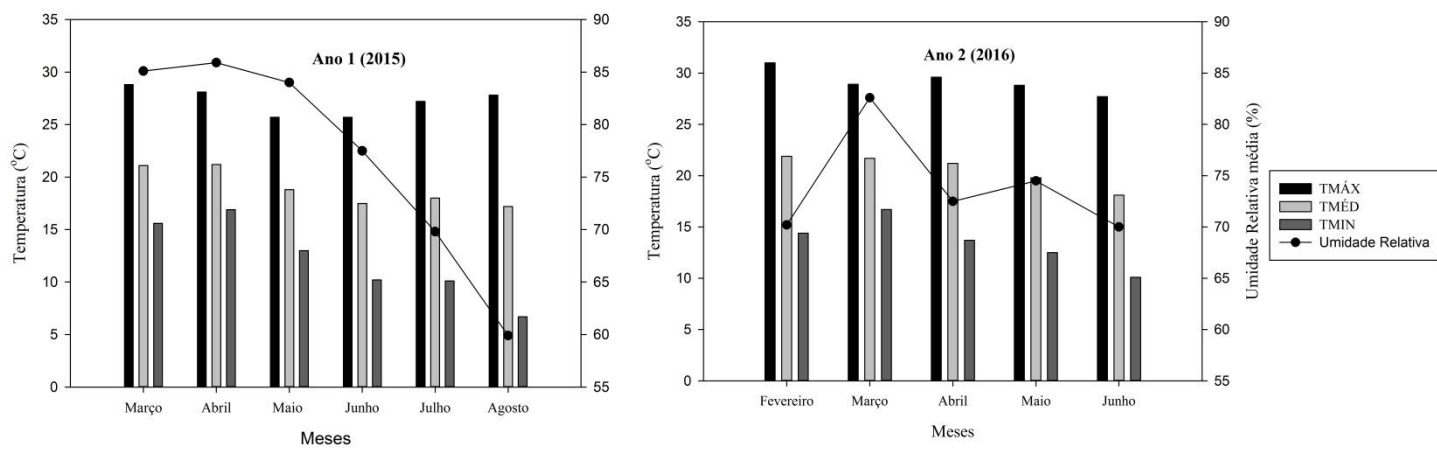 Ano 1 (2015)
Temperatura (°C)
35
30
25
20
15
10
5
0
90
85
80
75
70
65
60
55
Março Abril Maio Junho Julho Agosto
Meses
Ano 2 (2016)
Temperatura (°C)
35
30
25
20
15
10
5
0
90
85
80
75
70
65
60
55
Umidade Relativa média (%)
Fevereiro Março Abril Maio Junho
Meses
TMÁX
TMÉD
TMIN
Umidade Relativa